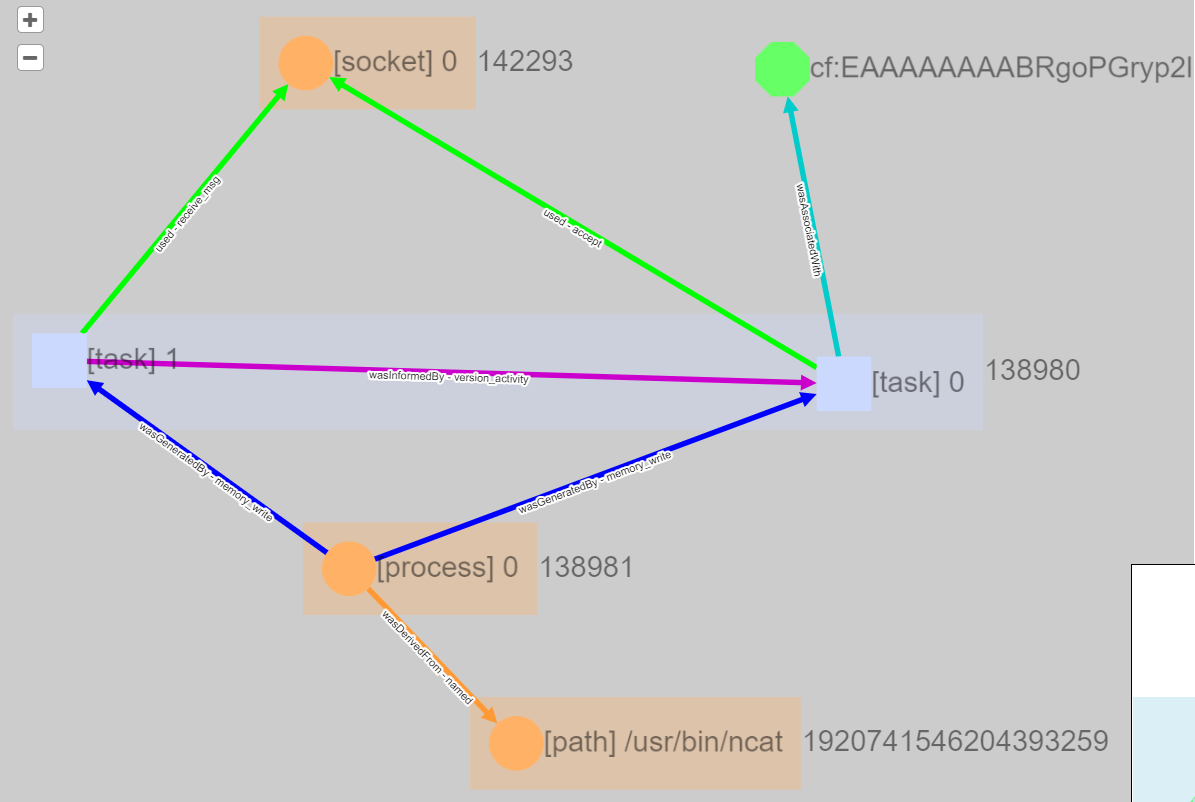 [socket] 0 142293
cf:EAAAAAAAABRgoPGryp2I
used - receive_msg
used - accept
wasAssociatedWith
[task] 1
wasInformedBy - version_activity
[task] 0
138980
wasGeneratedBy - memory_write
wasGeneratedBy - memory_write
[process] 0 138981
wasDerivedFrom - named
[path] /usr/bin/ncat 1920741546204393259